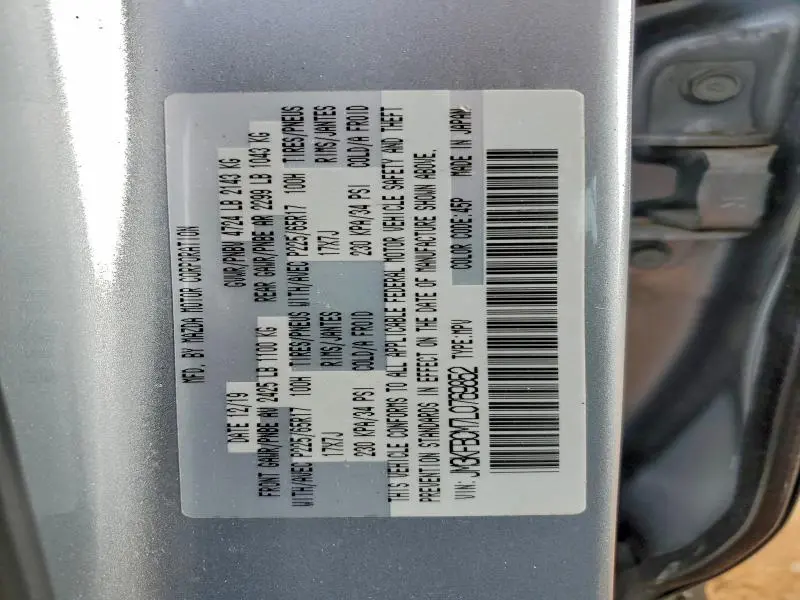 MFD. BY MAZDA MOTOR CORPORATION
DATE 12/19 GVWR/PNBV 4724 LB 2143 KG
FRONT GAWR/PNBE AV 2425 LB 1100 KG REAR GAWR/PNBE AR 2299 LB 1043 KG
WITH/AVEC P225/65R17 100H TIRES/PNEUS WITH/AVEC P225/65R17 100H TIRES/PNEUS
17X7J RIMS/JANTES 17X7J RIMS/JANTES
230 KPA/34 PSI COLD/A FROID 230 KPA/34 PSI COLD/A FROID
THIS VEHICLE CONFORMS TO ALL APPLICABLE FEDERAL MOTOR VEHICLE SAFETY AND THEFT
PREVENTION STANDARDS IN EFFECT ON THE DATE OF MANUFACTURE SHOWN ABOVE.
JM3KFBCM7L0769852 TYPE:MPV COLOR CODE:45P MADE IN JAPAN